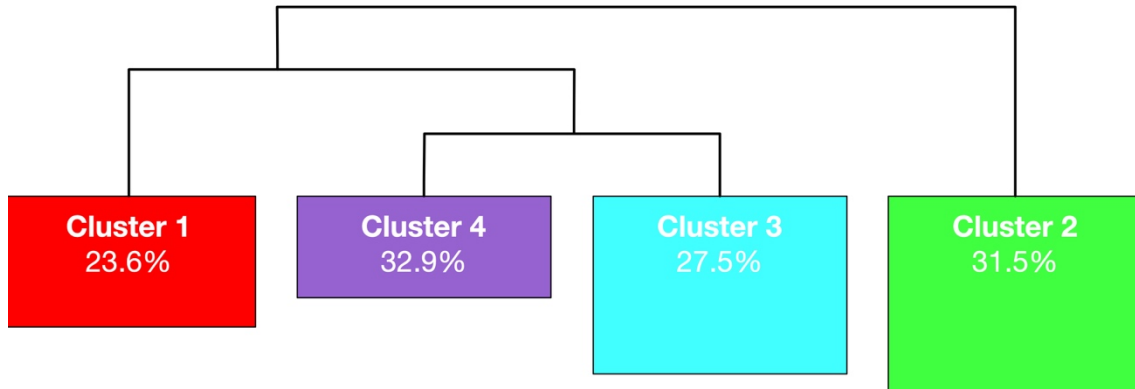 Cluster 1
23.6%
Cluster 4
32.9%
Cluster 3
27.5%
Cluster 2
31.5%